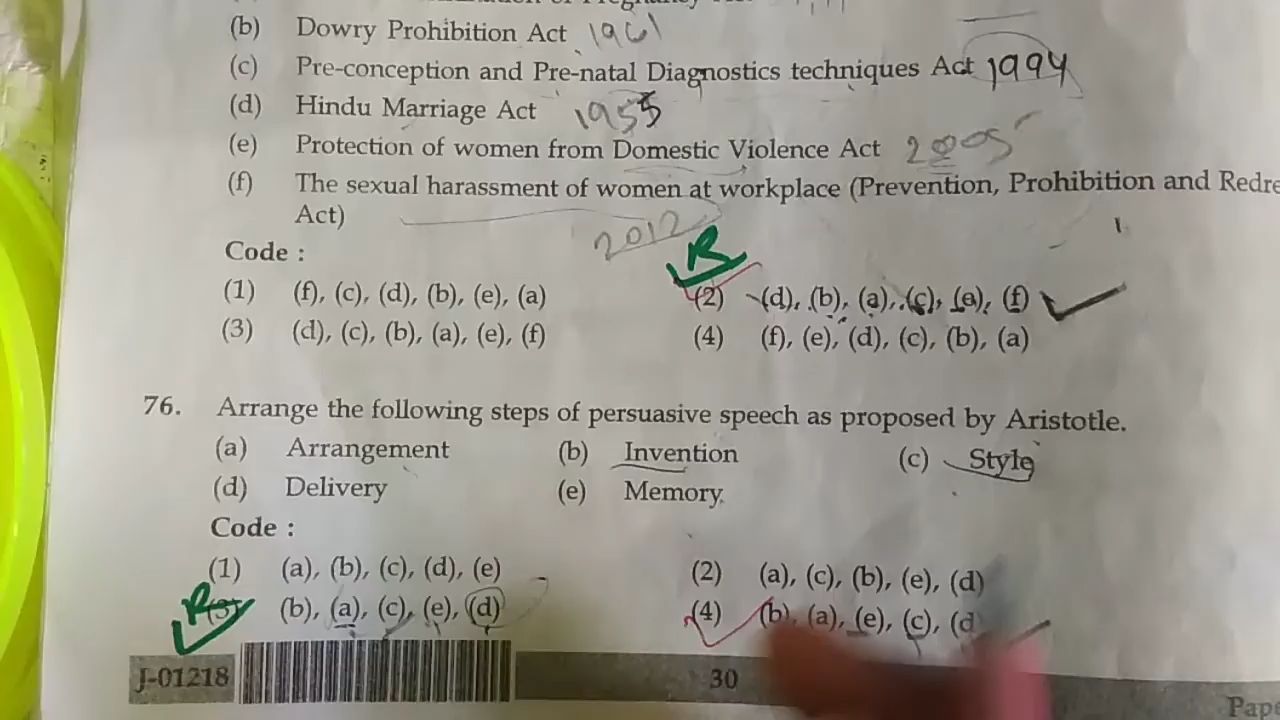 (b) Dowry Prohibition Act 1961
(c) Pre-conception and Pre-natal Diagnostics techniques Act 1994
(d) Hindu Marriage Act 1955
(e) Protection of women from Domestic Violence Act 2005
(f) The sexual harassment of women at workplace (Prevention, Prohibition and Redre
Act)
2012
Code :
R
(1) (f), (c), (d), (b), (e), (a) (2) (d), (b), (a), (c), (e), (f)
(3) (d), (c), (b), (a), (e), (f) (4) (f), (e), (d), (c), (b), (a)
76. Arrange the following steps of persuasive speech as proposed by Aristotle.
(a) Arrangement (b) Invention (c) Style
(d) Delivery (e) Memory
Code :
(1) (a), (b), (c), (d), (e) (2) (a), (c), (b), (e), (d)
R (3) (b), (a), (c), (e), (d) (4) (b), (a), (e), (c), (d
J-01218 30 Pape